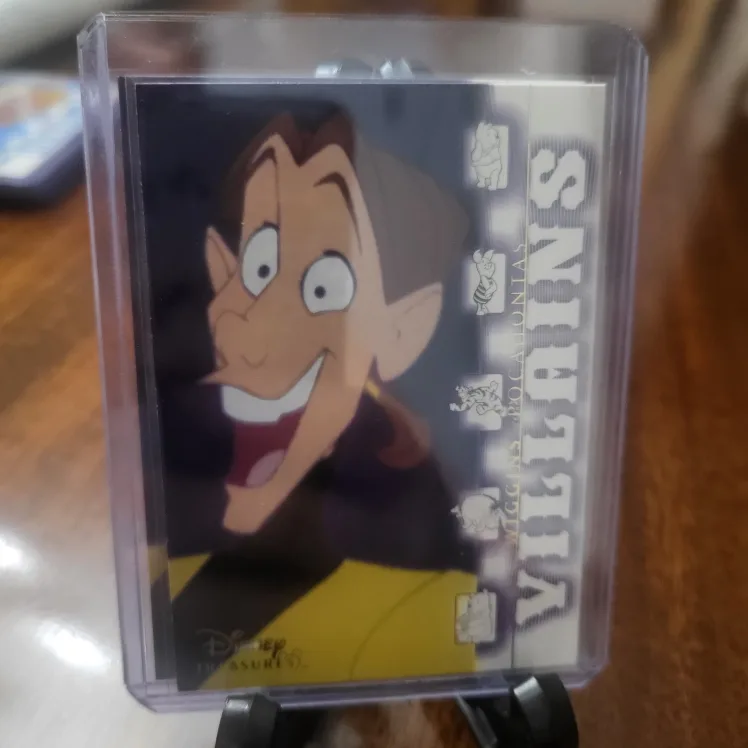 VILLAINS
WIGGINS POCAHONTAS
Disney
TREASURES